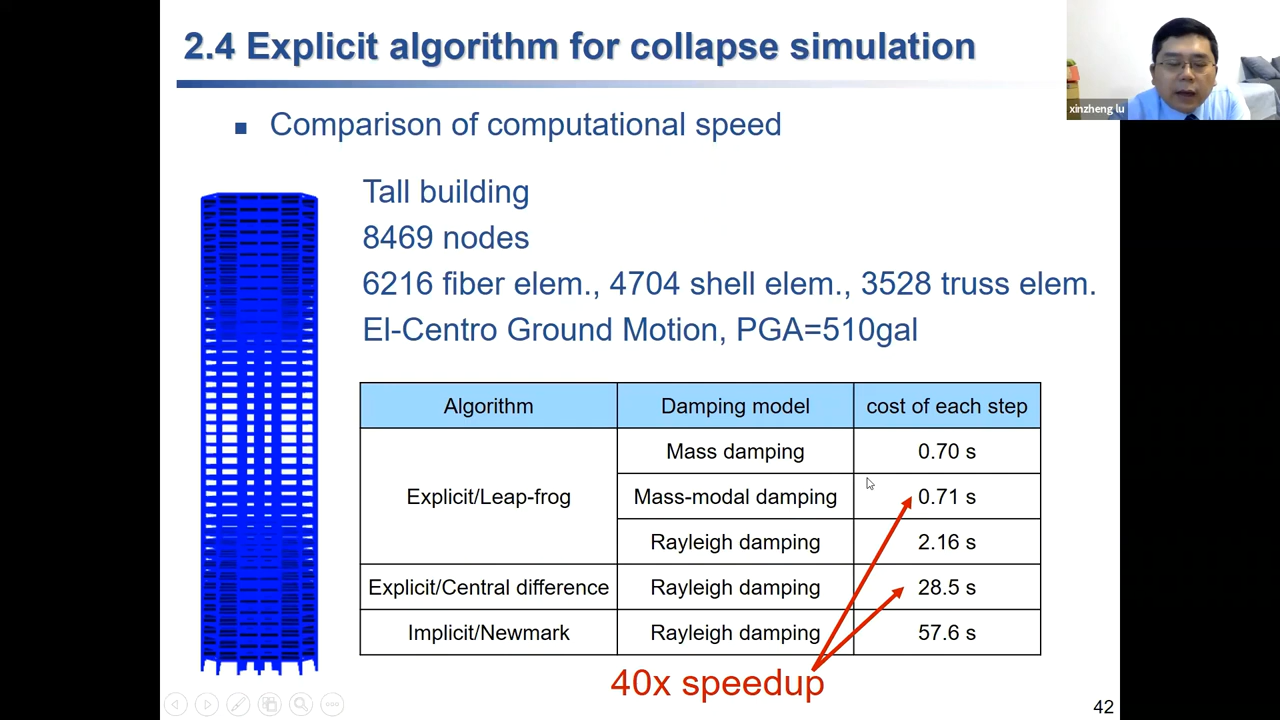 2.4 Explicit algorithm for collapse simulation
xinzheng lu
Comparison of computational speed
Tall building
8469 nodes
6216 fiber elem., 4704 shell elem., 3528 truss elem.
El-Centro Ground Motion, PGA=510gal
Algorithm Damping model cost of each step
Mass damping 0.70 s
Explicit/Leap-frog Mass-modal damping 0.71 s
Rayleigh damping 2.16 s
Explicit/Central difference Rayleigh damping 28.5 s
Implicit/Newmark Rayleigh damping 57.6 s
40x speedup
42